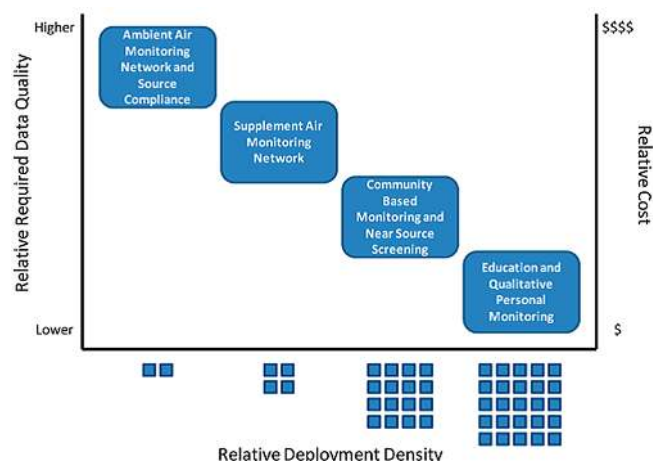 Higher
$$$$
Ambient Air
Monitoring
Network and
Source
Compliance
Supplement Air
Monitoring
Network
Community
Based
Monitoring and
Near Source
Screening
Education and
Qualitative
Personal
Monitoring
Relative Required Data Quality
Relative Cost
Lower
$
Relative Deployment Density